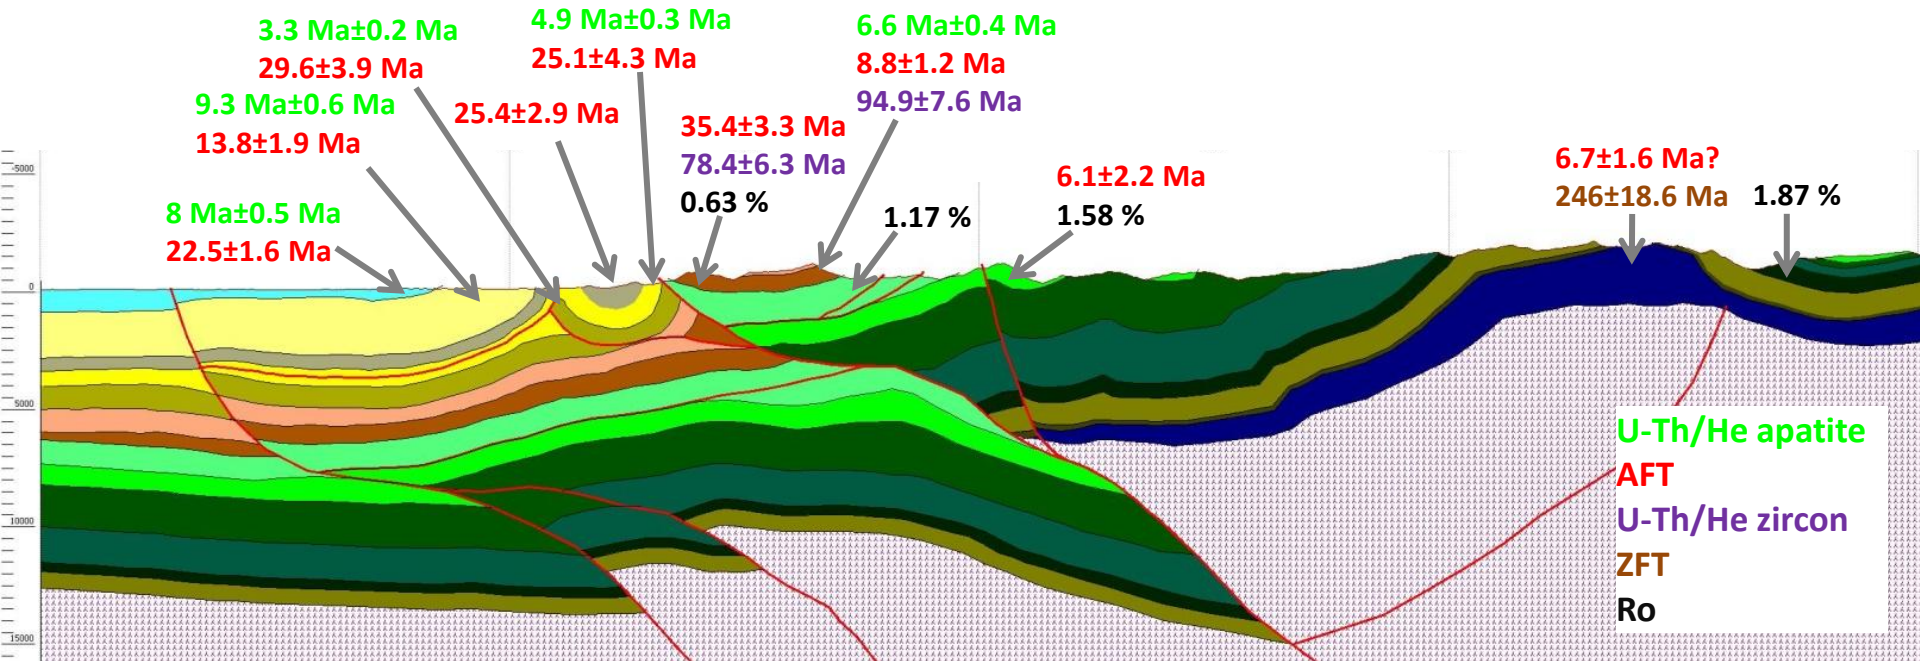 3.3 Ma±0.2 Ma
29.6±3.9 Ma
9.3 Ma±0.6 Ma
13.8±1.9 Ma
8 Ma±0.5 Ma
22.5±1.6 Ma
25.4±2.9 Ma
4.9 Ma±0.3 Ma
25.1±4.3 Ma
35.4±3.3 Ma
78.4±6.3 Ma
0.63 %
6.6 Ma±0.4 Ma
8.8±1.2 Ma
94.9±7.6 Ma
1.17 %
6.1±2.2 Ma
1.58 %
6.7±1.6 Ma?
246±18.6 Ma
1.87 %
-5000
0
5000
10000
15000
U-Th/He apatite
AFT
U-Th/He zircon
ZFT
Ro